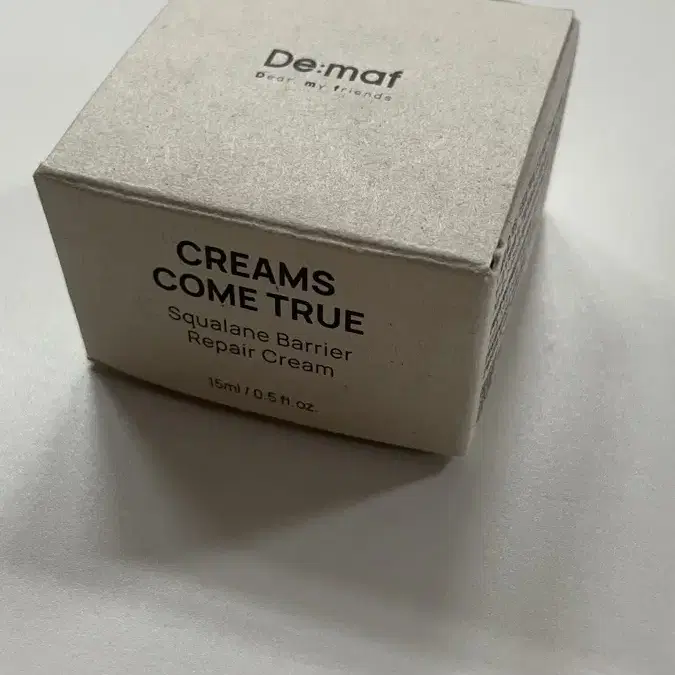 De:maf
Dear. my friends
CREAMS
COME TRUE
Squalane Barrier
Repair Cream
15ml / 0.5 fl. oz.